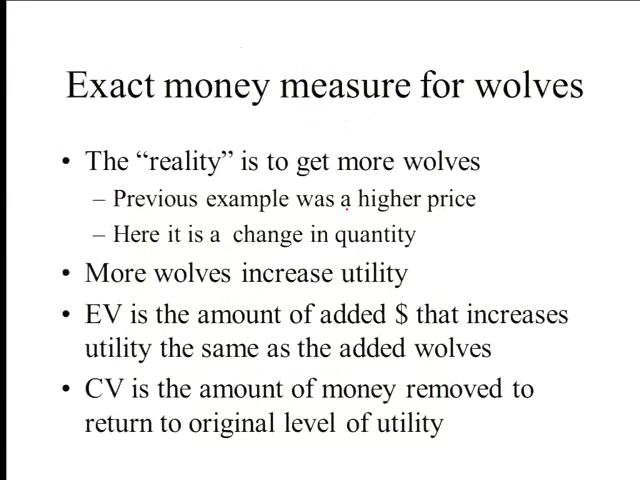 Exact money measure for wolves
• The “reality” is to get more wolves
– Previous example was a higher price
– Here it is a change in quantity
• More wolves increase utility
• EV is the amount of added $ that increases
utility the same as the added wolves
• CV is the amount of money removed to
return to original level of utility